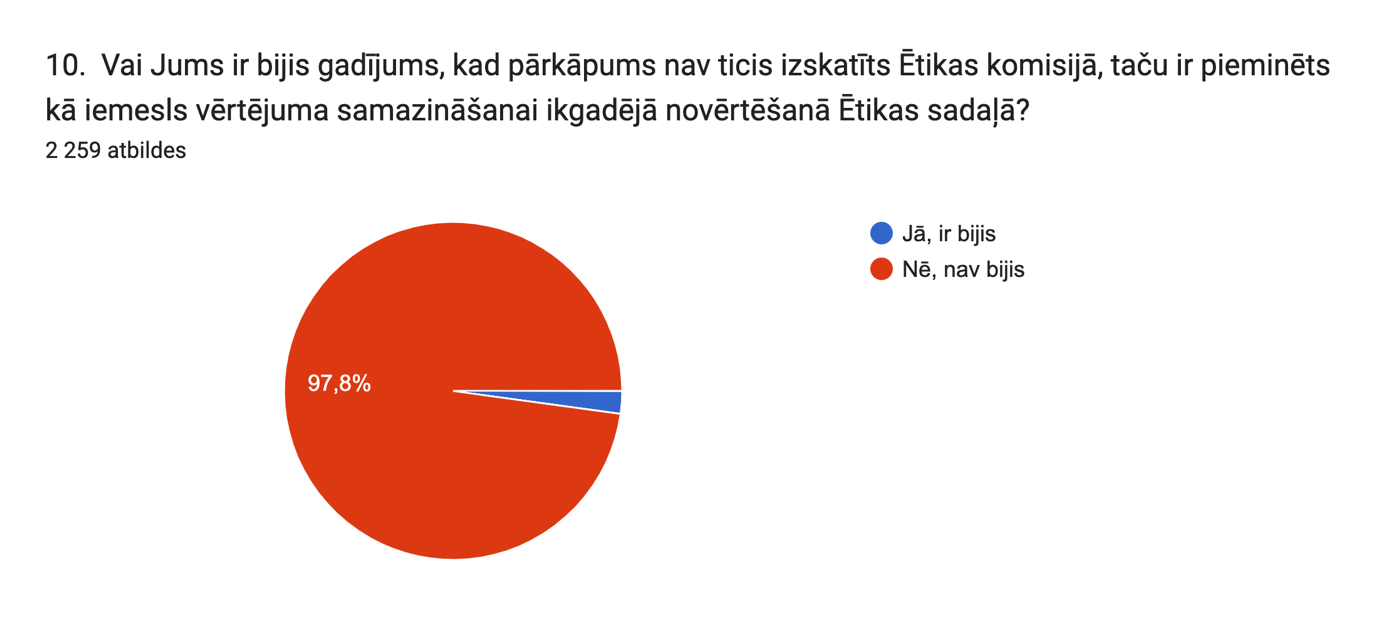 10.  Vai Jums ir bijis gadījums, kad pārkāpums nav ticis izskatīts Ētikas komisijā, taču ir pieminēts
kā iemesls vērtējuma samazināšanai ikgadējā novērtēšanā Ētikas sadaļā?
2 259 atbildes
Jā, ir bijis
Nē, nav bijis
97,8%